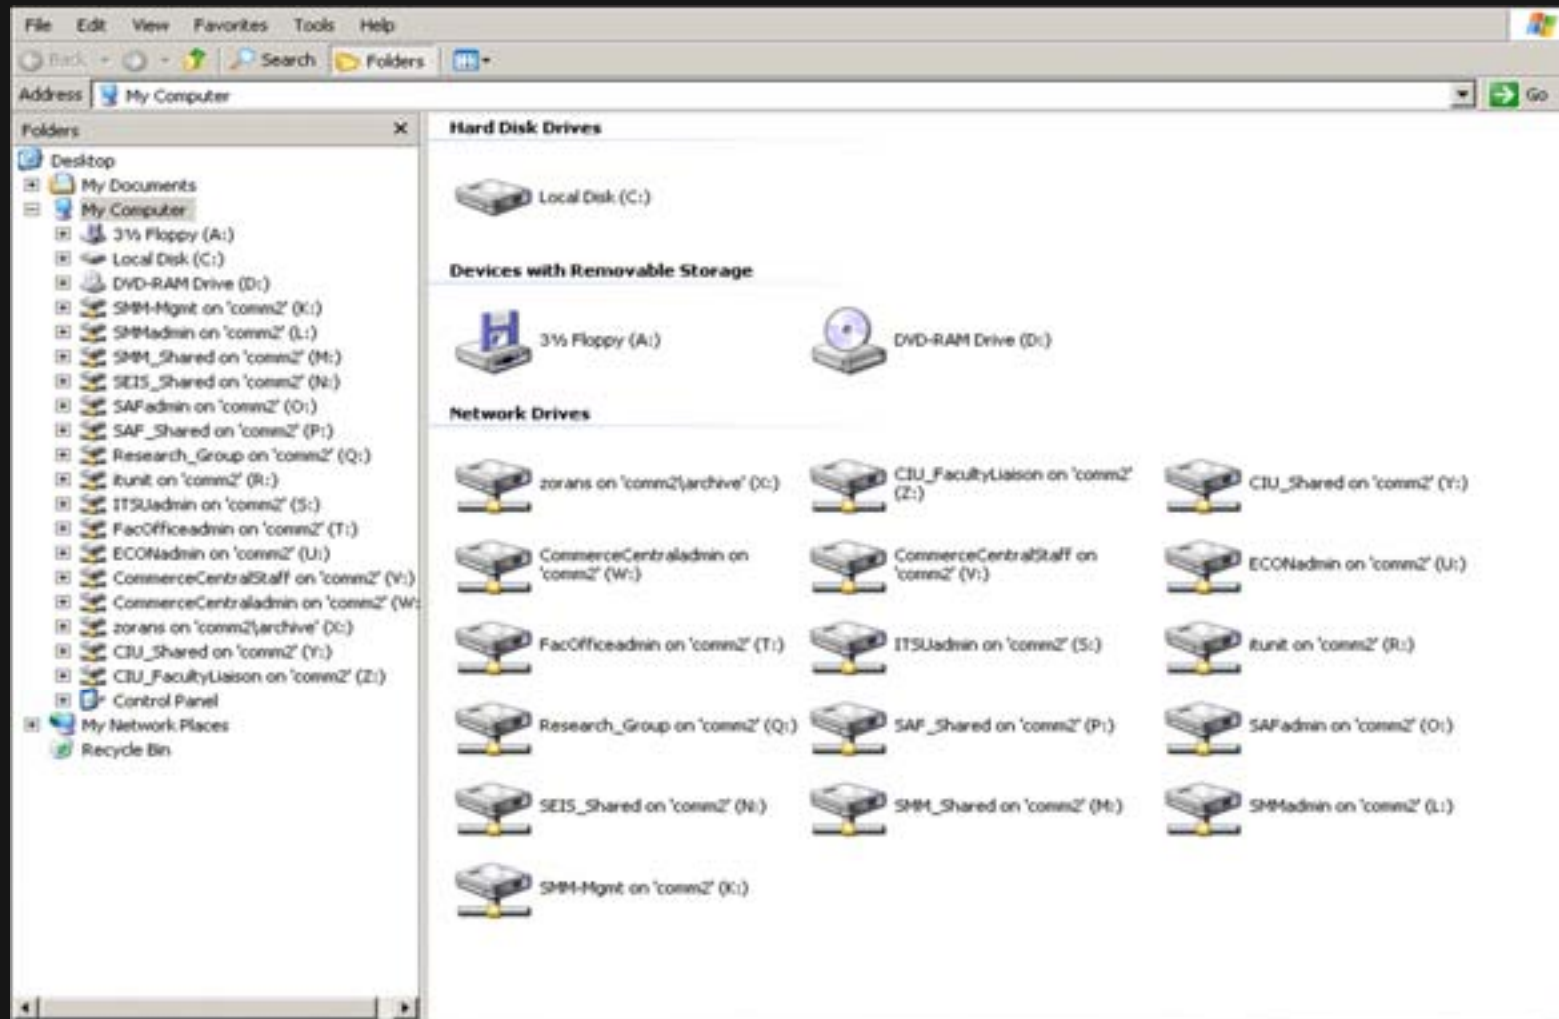 File Edit View Favorites Tools Help
Back Search Folders
Address My Computer Go
Folders
Desktop
My Documents
My Computer
3½ Floppy (A:)
Local Disk (C:)
DVD-RAM Drive (D:)
SMM-Mgmt on 'comm2' (K:)
SMMadmin on 'comm2' (L:)
SMM_Shared on 'comm2' (M:)
SEIS_Shared on 'comm2' (N:)
SAFadmin on 'comm2' (O:)
SAF_Shared on 'comm2' (P:)
Research_Group on 'comm2' (Q:)
itunit on 'comm2' (R:)
ITSUadmin on 'comm2' (S:)
FacOfficeadmin on 'comm2' (T:)
ECONadmin on 'comm2' (U:)
CommerceCentralStaff on 'comm2' (V:)
CommerceCentraladmin on 'comm2' (W:
zorans on 'comm2\archive' (X:)
CIU_Shared on 'comm2' (Y:)
CIU_FacultyLiaison on 'comm2' (Z:)
Control Panel
My Network Places
Recycle Bin
Hard Disk Drives
Local Disk (C:)
Devices with Removable Storage
3½ Floppy (A:)
DVD-RAM Drive (D:)
Network Drives
zorans on 'comm2\archive' (X:)
CIU_FacultyLiaison on 'comm2'
(Z:)
CIU_Shared on 'comm2' (Y:)
CommerceCentraladmin on
'comm2' (W:)
CommerceCentralStaff on
'comm2' (V:)
ECONadmin on 'comm2' (U:)
FacOfficeadmin on 'comm2' (T:)
ITSUadmin on 'comm2' (S:)
itunit on 'comm2' (R:)
Research_Group on 'comm2' (Q:)
SAF_Shared on 'comm2' (P:)
SAFadmin on 'comm2' (O:)
SEIS_Shared on 'comm2' (N:)
SMM_Shared on 'comm2' (M:)
SMMadmin on 'comm2' (L:)
SMM-Mgmt on 'comm2' (K:)